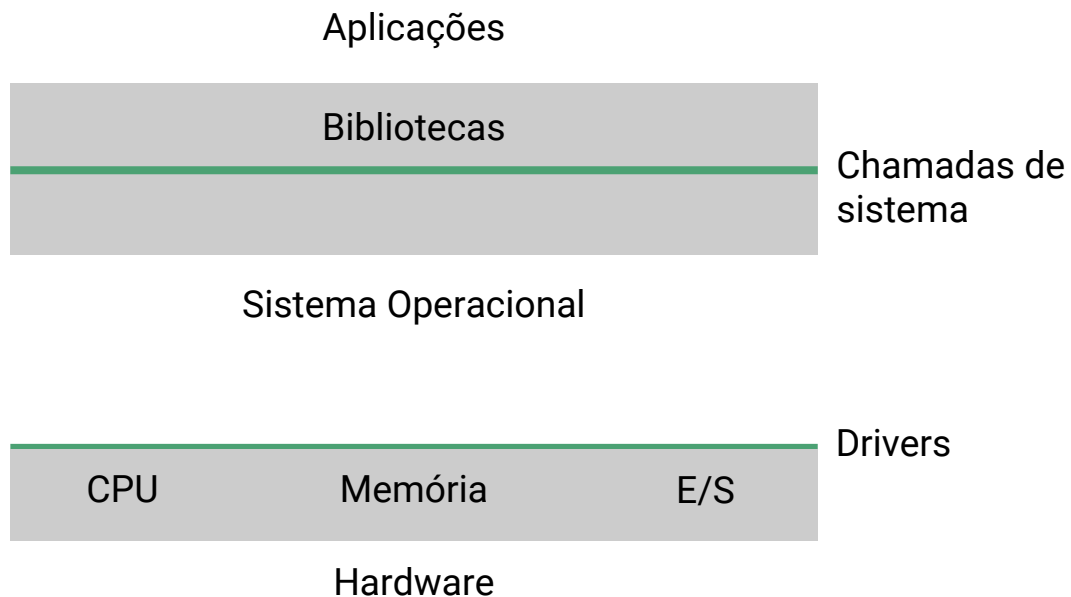 Aplicações
Bibliotecas
Chamadas de
sistema
Sistema Operacional
Drivers
CPU Memória E/S
Hardware